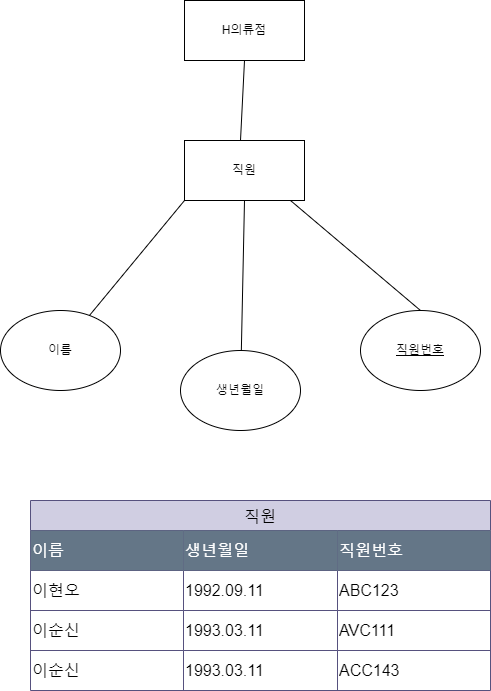 H의류점
직원
이름
생년월일
직원번호
직원
이름 생년월일 직원번호
이현오 1992.09.11 ABC123
이순신 1993.03.11 AVC111
이순신 1993.03.11 ACC143